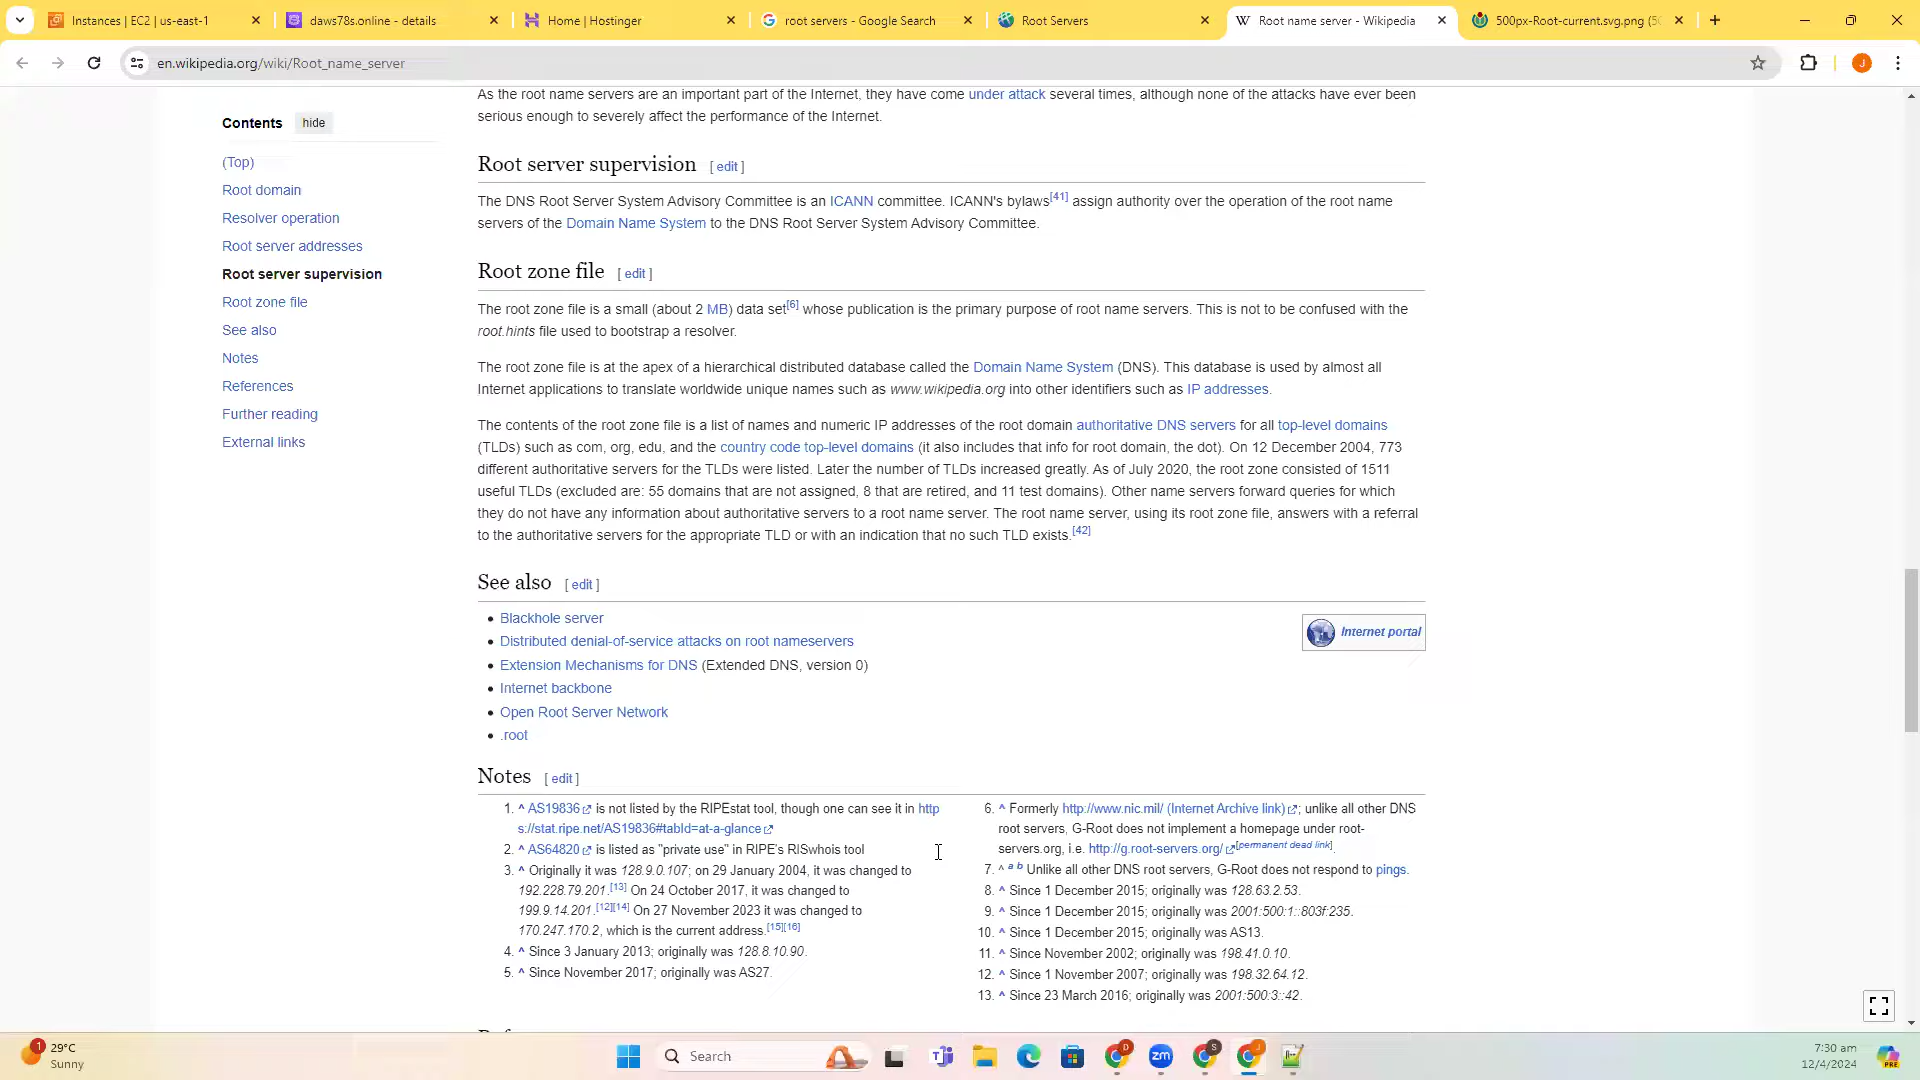 Instances | EC2 | us-east-1
daws78s.online - details
Home | Hostinger
root servers - Google Search
Root Servers
Root name server - Wikipedia
500px-Root-current.svg.png (50
en.wikipedia.org/wiki/Root_name_server
J
As the root name servers are an important part of the Internet, they have come under attack several times, although none of the attacks have ever been
serious enough to severely affect the performance of the Internet.
Contents hide
(Top)
Root domain
Resolver operation
Root server addresses
Root server supervision
Root zone file
See also
Notes
References
Further reading
External links
Root server supervision [ edit ]
The DNS Root Server System Advisory Committee is an ICANN committee. ICANN's bylaws[41] assign authority over the operation of the root name
servers of the Domain Name System to the DNS Root Server System Advisory Committee.
Root zone file [ edit ]
The root zone file is a small (about 2 MB) data set[6] whose publication is the primary purpose of root name servers. This is not to be confused with the
root.hints file used to bootstrap a resolver.
The root zone file is at the apex of a hierarchical distributed database called the Domain Name System (DNS). This database is used by almost all
Internet applications to translate worldwide unique names such as www.wikipedia.org into other identifiers such as IP addresses.
The contents of the root zone file is a list of names and numeric IP addresses of the root domain authoritative DNS servers for all top-level domains
(TLDs) such as com, org, edu, and the country code top-level domains (it also includes that info for root domain, the dot). On 12 December 2004, 773
different authoritative servers for the TLDs were listed. Later the number of TLDs increased greatly. As of July 2020, the root zone consisted of 1511
useful TLDs (excluded are: 55 domains that are not assigned, 8 that are retired, and 11 test domains). Other name servers forward queries for which
they do not have any information about authoritative servers to a root name server. The root name server, using its root zone file, answers with a referral
to the authoritative servers for the appropriate TLD or with an indication that no such TLD exists.[42]
See also [ edit ]
• Blackhole server
• Distributed denial-of-service attacks on root nameservers
• Extension Mechanisms for DNS (Extended DNS, version 0)
• Internet backbone
• Open Root Server Network
• .root
Internet portal
Notes [ edit ]
1. ^ AS19836 is not listed by the RIPEstat tool, though one can see it in http
s://stat.ripe.net/AS19836#tabId=at-a-glance
2. ^ AS64820 is listed as "private use" in RIPE's RISwhois tool
3. ^ Originally it was 128.9.0.107; on 29 January 2004, it was changed to
192.228.79.201.[13] On 24 October 2017, it was changed to
199.9.14.201.[12][14] On 27 November 2023 it was changed to
170.247.170.2, which is the current address.[15][16]
4. ^ Since 3 January 2013; originally was 128.8.10.90.
5. ^ Since November 2017; originally was AS27.
6. ^ Formerly http://www.nic.mil/ (Internet Archive link); unlike all other DNS
root servers, G-Root does not implement a homepage under root-
servers.org, i.e. http://g.root-servers.org/[permanent dead link].
7. ^ a b Unlike all other DNS root servers, G-Root does not respond to pings.
8. ^ Since 1 December 2015; originally was 128.63.2.53.
9. ^ Since 1 December 2015; originally was 2001:500:1::803f:235.
10. ^ Since 1 December 2015; originally was AS13.
11. ^ Since November 2002; originally was 198.41.0.10.
12. ^ Since 1 November 2007; originally was 198.32.64.12.
13. ^ Since 23 March 2016; originally was 2001:500:3::42.
1
29°C
Sunny
Search
D
zm
S
J
7:30 am
12/4/2024
PRE